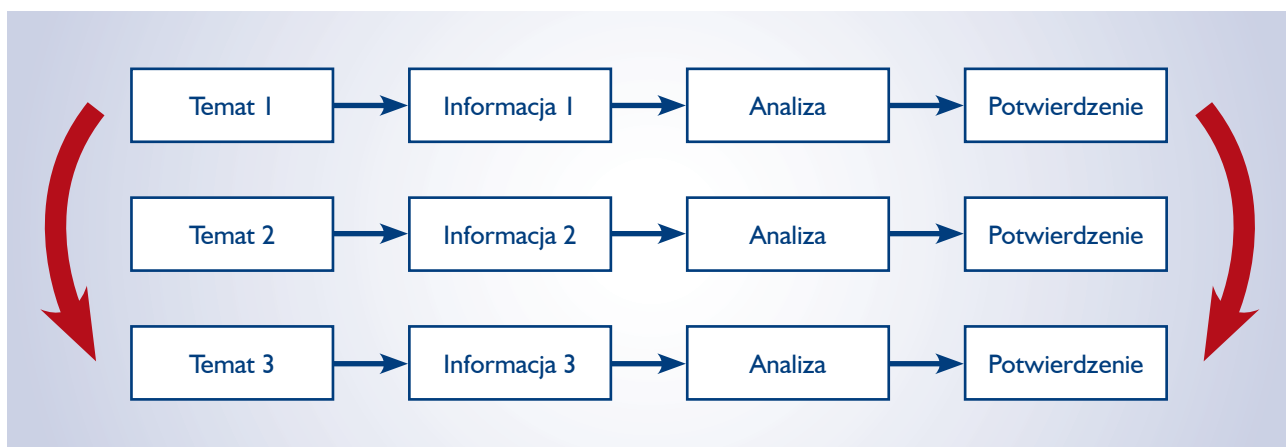 Temat 1
Informacja 1
Analiza
Potwierdzenie
Temat 2
Informacja 2
Analiza
Potwierdzenie
Temat 3
Informacja 3
Analiza
Potwierdzenie